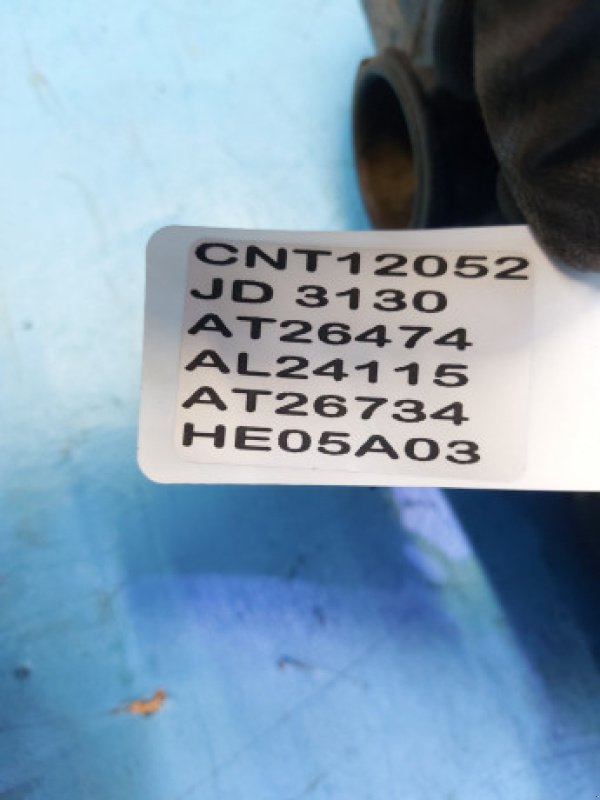 CNT12052
JD 3130
AT26474
AL24115
AT26734
HE05A03